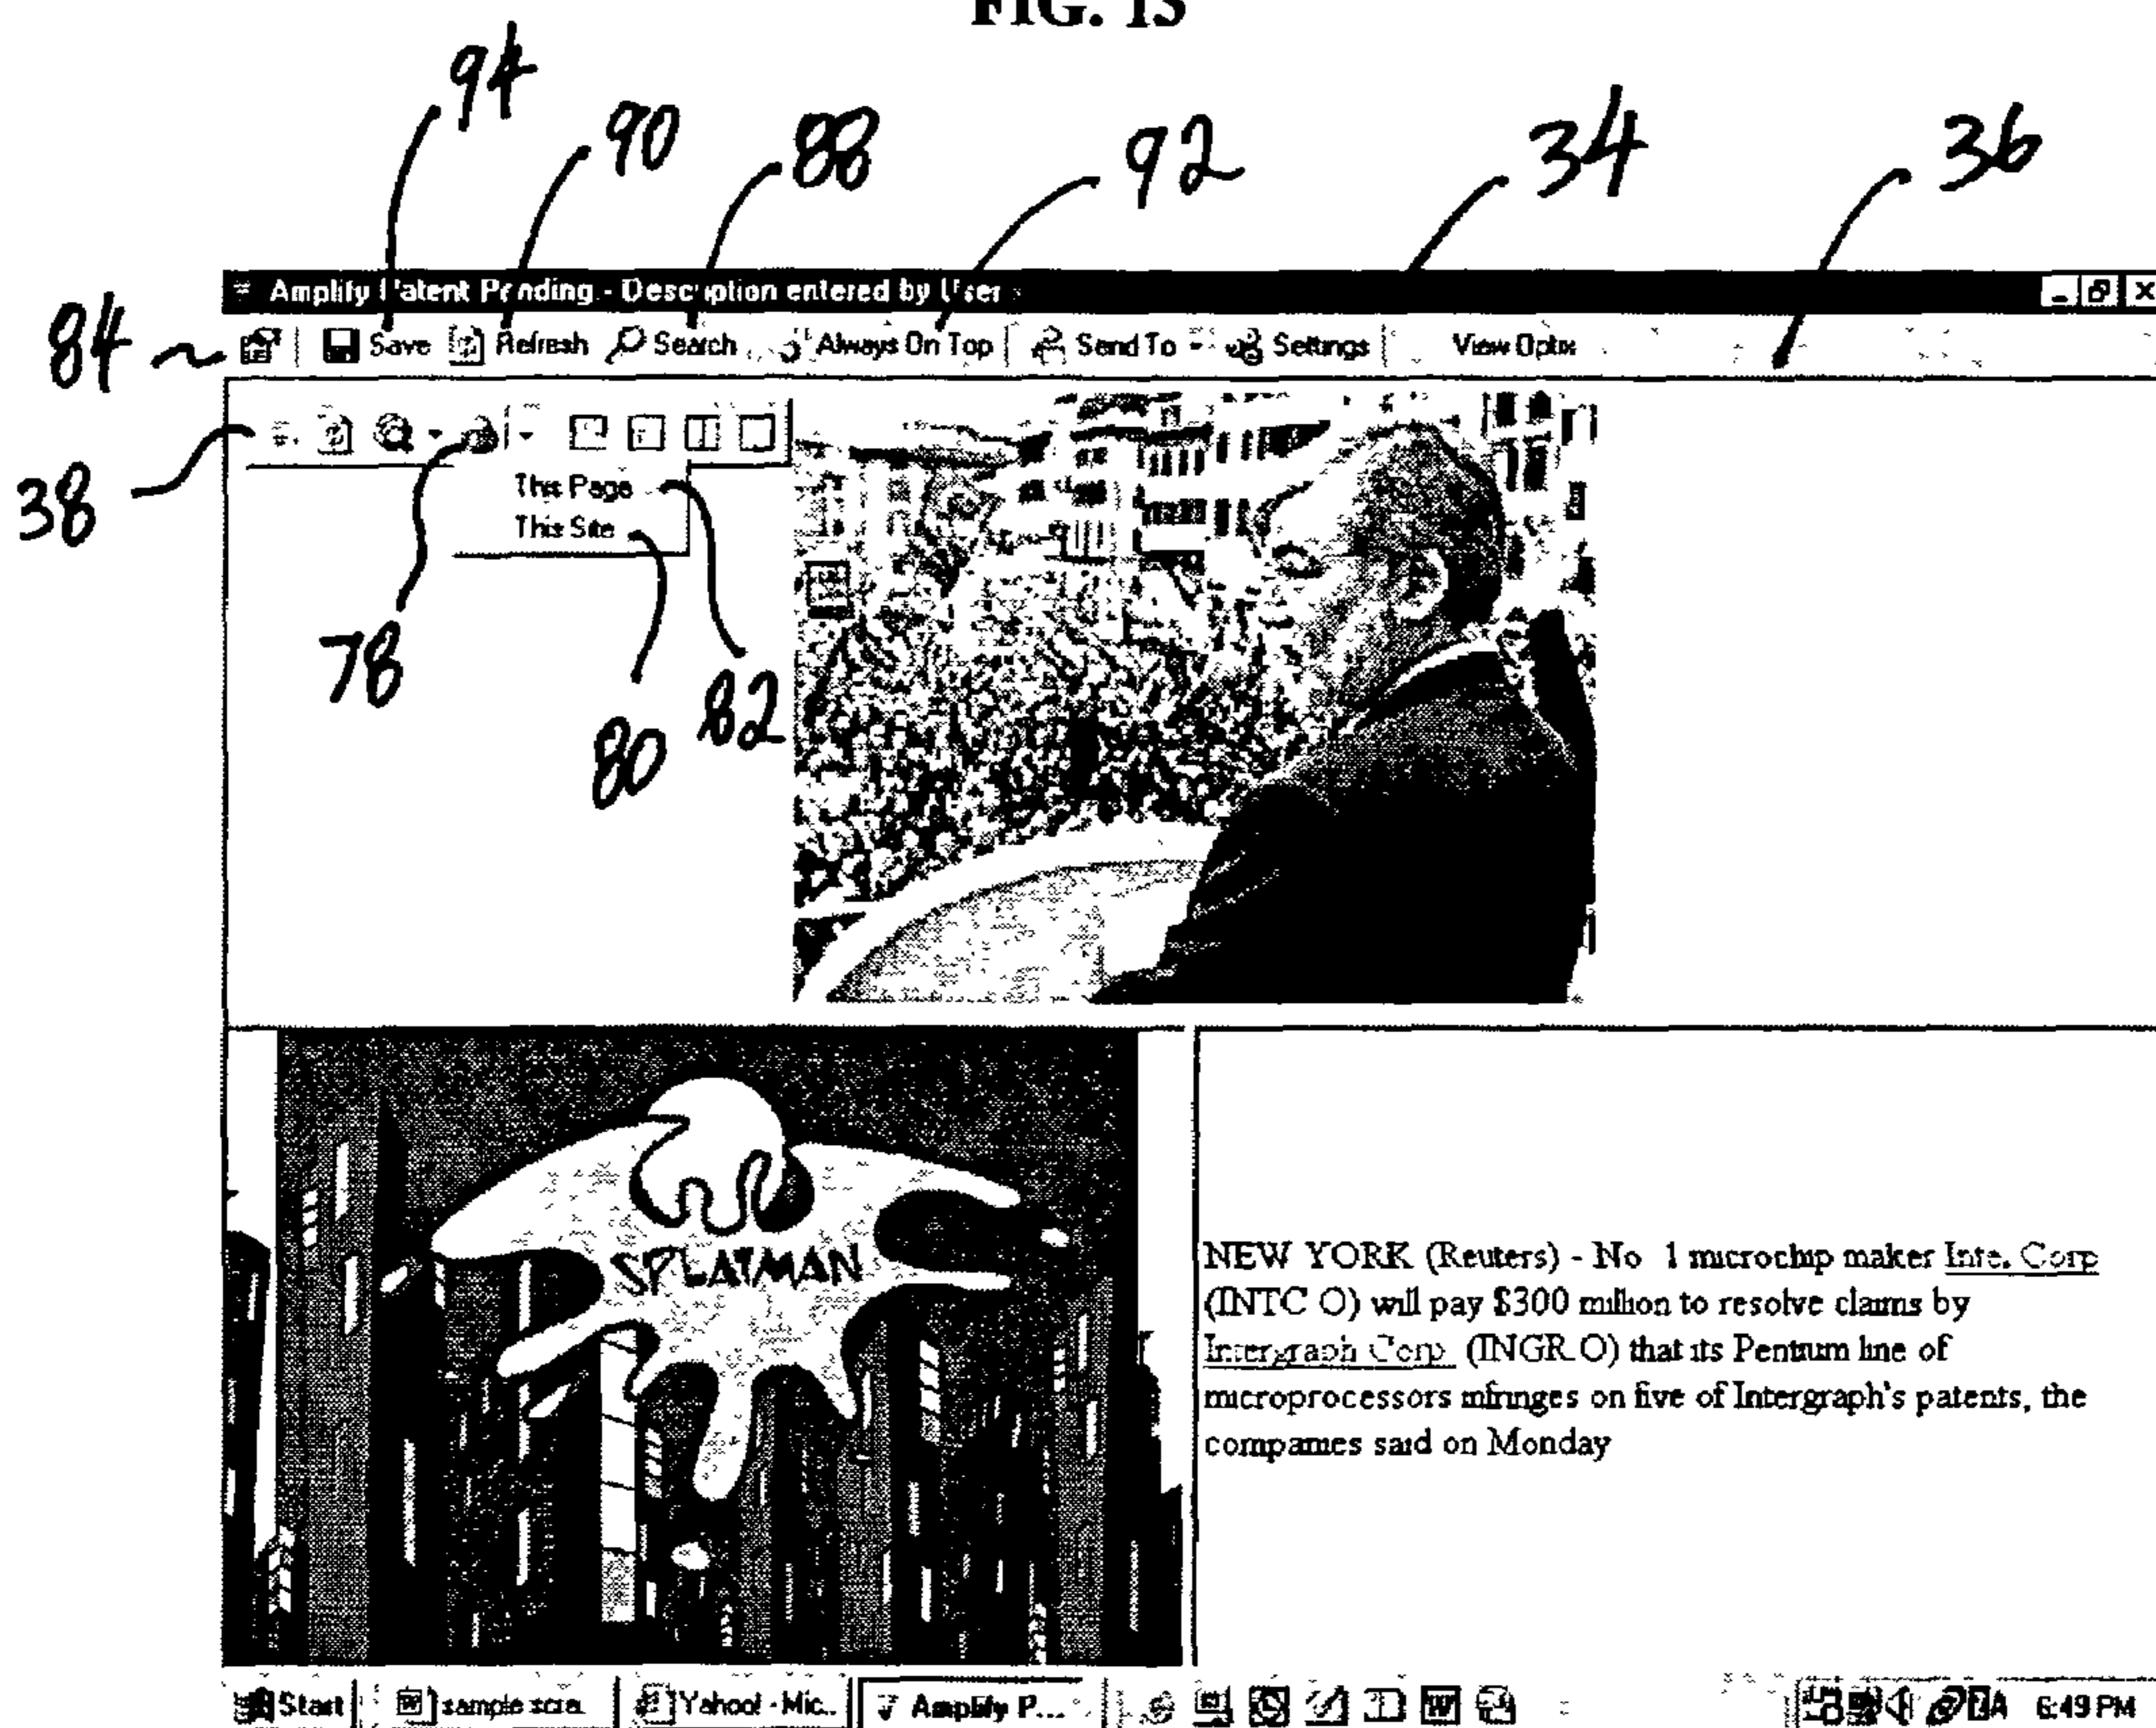 FIG. 13
94
90
88
92
34
36
Amplify Patent Pending - Description entered by User
84
Save Refresh Search Always On Top Send To Settings View Optio
38
This Page
This Site
78
80
82
SPLATMAN
NEW YORK (Reuters) - No 1 microchip maker Inte. Corp
(INTC O) will pay $300 million to resolve claims by
Intergraph Corp (INGR.O) that its Pentium line of
microprocessors infringes on five of Intergraph's patents, the
companies said on Monday
Start sample scra Yahoo! - Mic... Amplify P... 6:49 PM